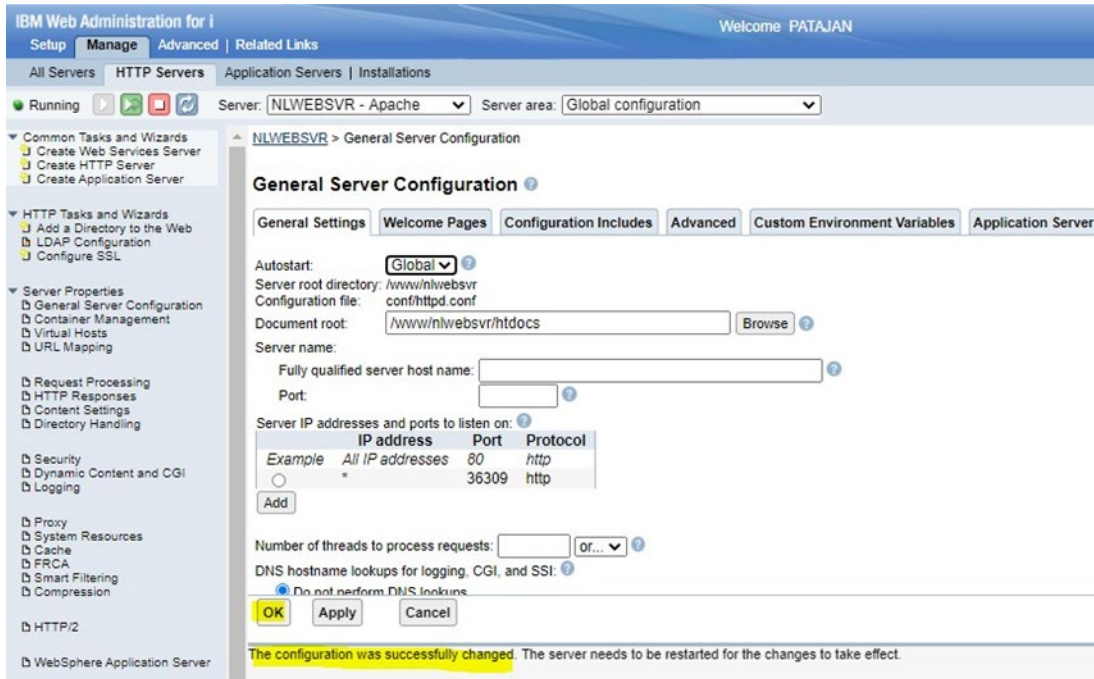 IBM Web Administration for i
Welcome PATAJAN
Setup Manage Advanced | Related Links
All Servers HTTP Servers Application Servers | Installations
Running Server: NLWEBSVR - Apache Server area: Global configuration
Common Tasks and Wizards
Create Web Services Server
Create HTTP Server
Create Application Server
HTTP Tasks and Wizards
Add a Directory to the Web
LDAP Configuration
Configure SSL
Server Properties
General Server Configuration
Container Management
Virtual Hosts
URL Mapping
Request Processing
HTTP Responses
Content Settings
Directory Handling
Security
Dynamic Content and CGI
Logging
Proxy
System Resources
Cache
FRCA
Smart Filtering
Compression
HTTP/2
WebSphere Application Server
NLWEBSVR > General Server Configuration
General Server Configuration ?
General Settings Welcome Pages Configuration Includes Advanced Custom Environment Variables Application Server
Autostart: Global ?
Server root directory: /www/nlwebsvr
Configuration file: conf/httpd.conf
Document root: /www/nlwebsvr/htdocs Browse ?
Server name:
Fully qualified server host name: ?
Port: ?
Server IP addresses and ports to listen on: ?
IP address Port Protocol
Example All IP addresses 80 http
* 36309 http
Add
Number of threads to process requests: or... ?
DNS hostname lookups for logging, CGI, and SSI: ?
Do not perform DNS lookups
OK Apply Cancel
The configuration was successfully changed. The server needs to be restarted for the changes to take effect.